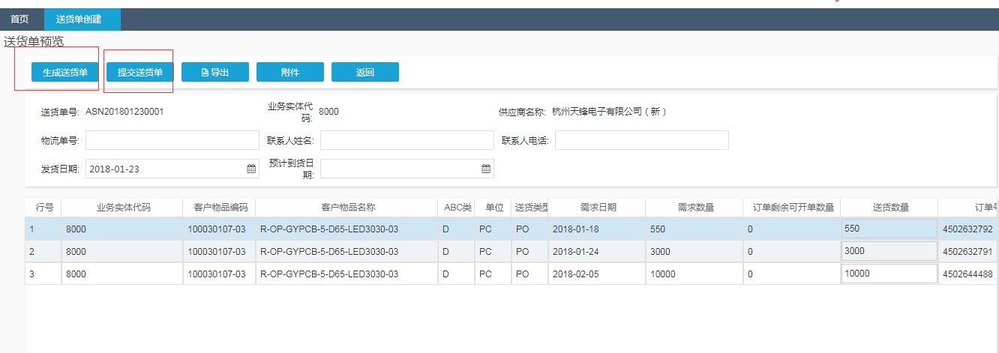 首页 送货单创建
送货单预览
生成送货单 提交送货单 导出 附件 返回
送货单号: ASN201801230001 业务实体代码: 8000 供应商名称: 杭州天锋电子有限公司（新）
物流单号: 联系人姓名: 联系人电话:
发货日期: 2018-01-23 预计到货日期:
行号 业务实体代码 客户物品编码 客户物品名称 ABC类 单位 送货类型 需求日期 需求数量 订单剩余可开单数量 送货数量 订单号
1 8000 100030107-03 R-OP-GYPCB-5-D65-LED3030-03 D PC PO 2018-01-18 550 0 550 4502632792
2 8000 100030107-03 R-OP-GYPCB-5-D65-LED3030-03 D PC PO 2018-01-24 3000 0 3000 4502632791
3 8000 100030107-03 R-OP-GYPCB-5-D65-LED3030-03 D PC PO 2018-02-05 10000 0 10000 4502644488